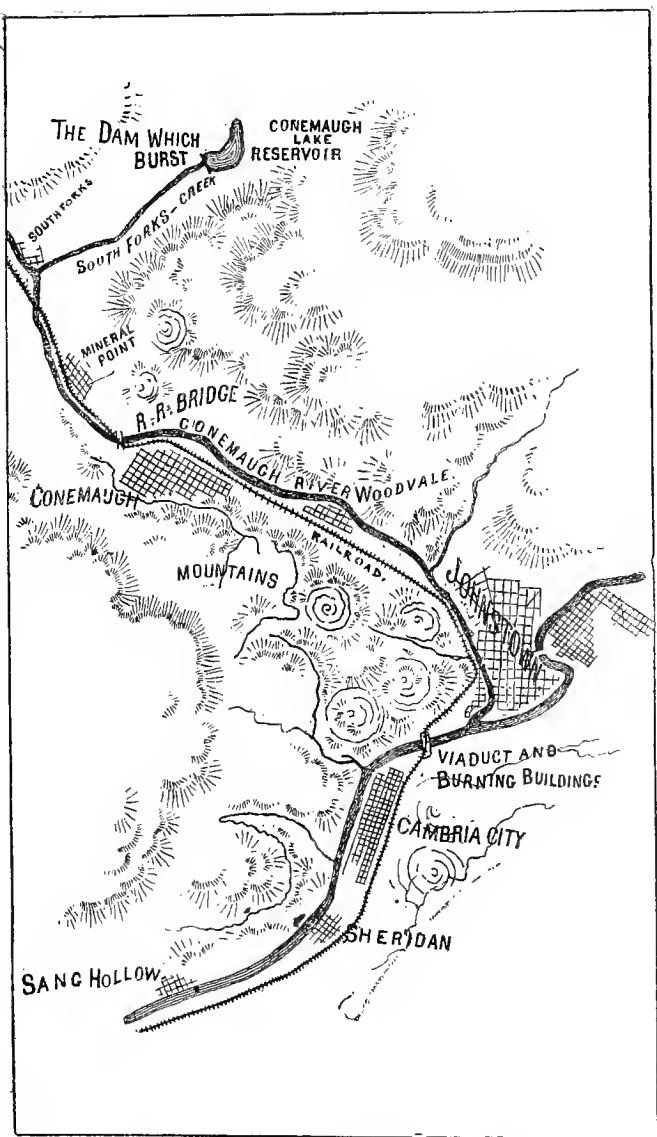 THE DAM WHICH
BURST
CONEMAUGH
LAKE
RESERVOIR
SOUTH FORKS
SOUTH FORKS-CREEK
MINERAL
POINT
R.R. BRIDGE
CONEMAUGH RIVER
WOODVALE
CONEMAUGH
RAILROAD.
MOUNTAINS
JOHNSTOWN
VIADUCT AND
BURNING BUILDINGS
CAMBRIA CITY
SHERIDAN
SANG HOLLOW